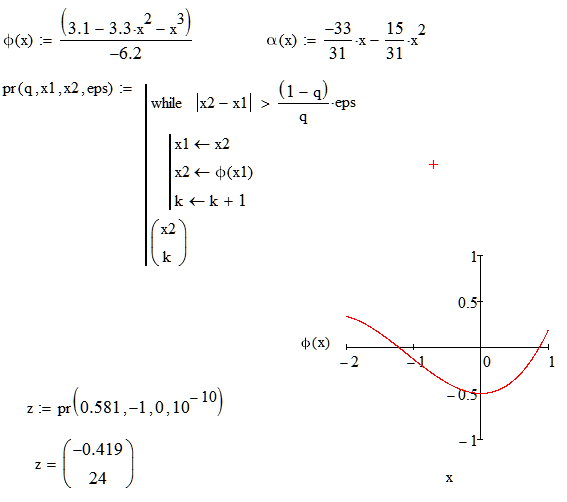 ϕ(x) := (3.1 − 3.3·x² − x³) / −6.2
α(x) := −33/31·x − 15/31·x²
pr(q,x1,x2,eps) :=
while |x2 − x1| > (1 − q)/q·eps
x1 ← x2
x2 ← ϕ(x1)
k ← k + 1
(x2
k)
1
0.5
ϕ(x)
−2 −1 0 1
−0.5
−1
x
z := pr(0.581,−1,0,10⁻¹⁰)
z = (−0.419
24)